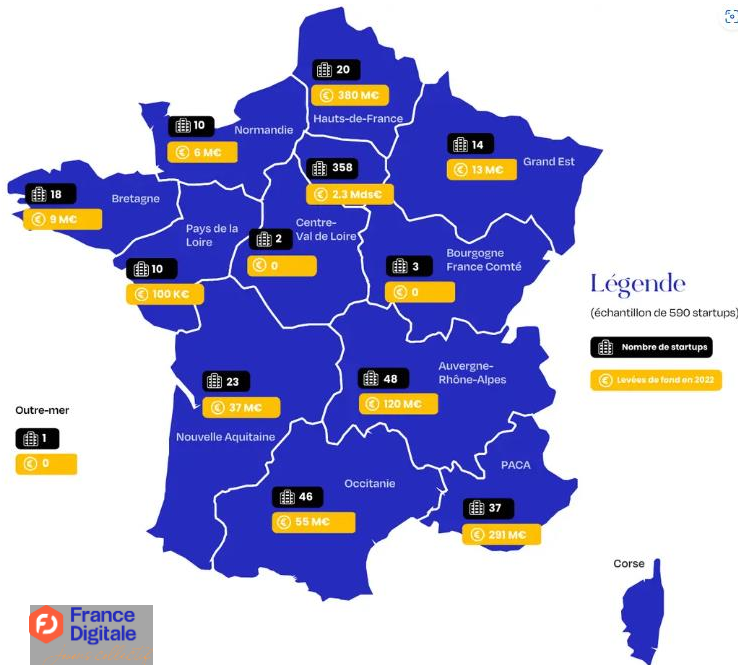 20
380 M€
Hauts-de-France
10
6 M€
Normandie
14
13 M€
Grand Est
358
2.3 Mds€
18
9 M€
Bretagne
Pays de la
Loire
10
100 K€
Centre-
Val de Loire
2
0
Bourgogne
France Comté
3
0
Légende
(échantillon de 590 startups)
Nombre de startups
Levées de fond en 2022
Auvergne-
Rhône-Alpes
48
120 M€
23
37 M€
Nouvelle Aquitaine
Outre-mer
1
0
Occitanie
46
55 M€
PACA
37
291 M€
Corse
France
Digitale